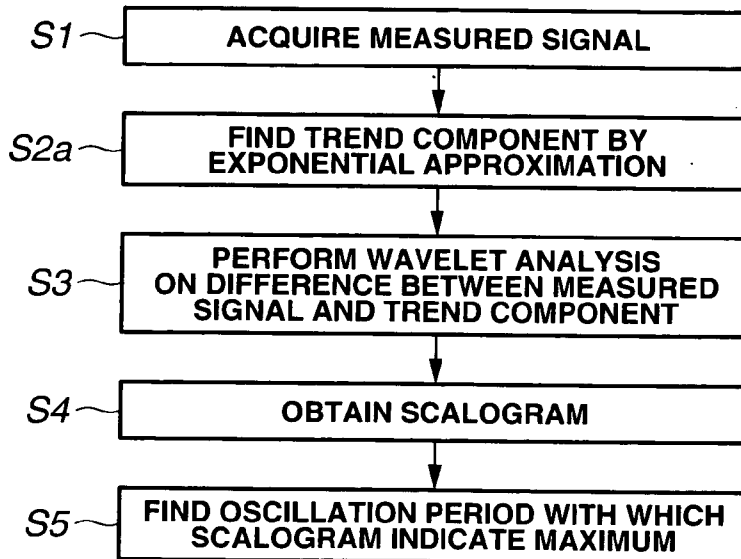 S1
ACQUIRE MEASURED SIGNAL
S2a
FIND TREND COMPONENT BY
EXPONENTIAL APPROXIMATION
S3
PERFORM WAVELET ANALYSIS
ON DIFFERENCE BETWEEN MEASURED
SIGNAL AND TREND COMPONENT
S4
OBTAIN SCALOGRAM
S5
FIND OSCILLATION PERIOD WITH WHICH
SCALOGRAM INDICATE MAXIMUM